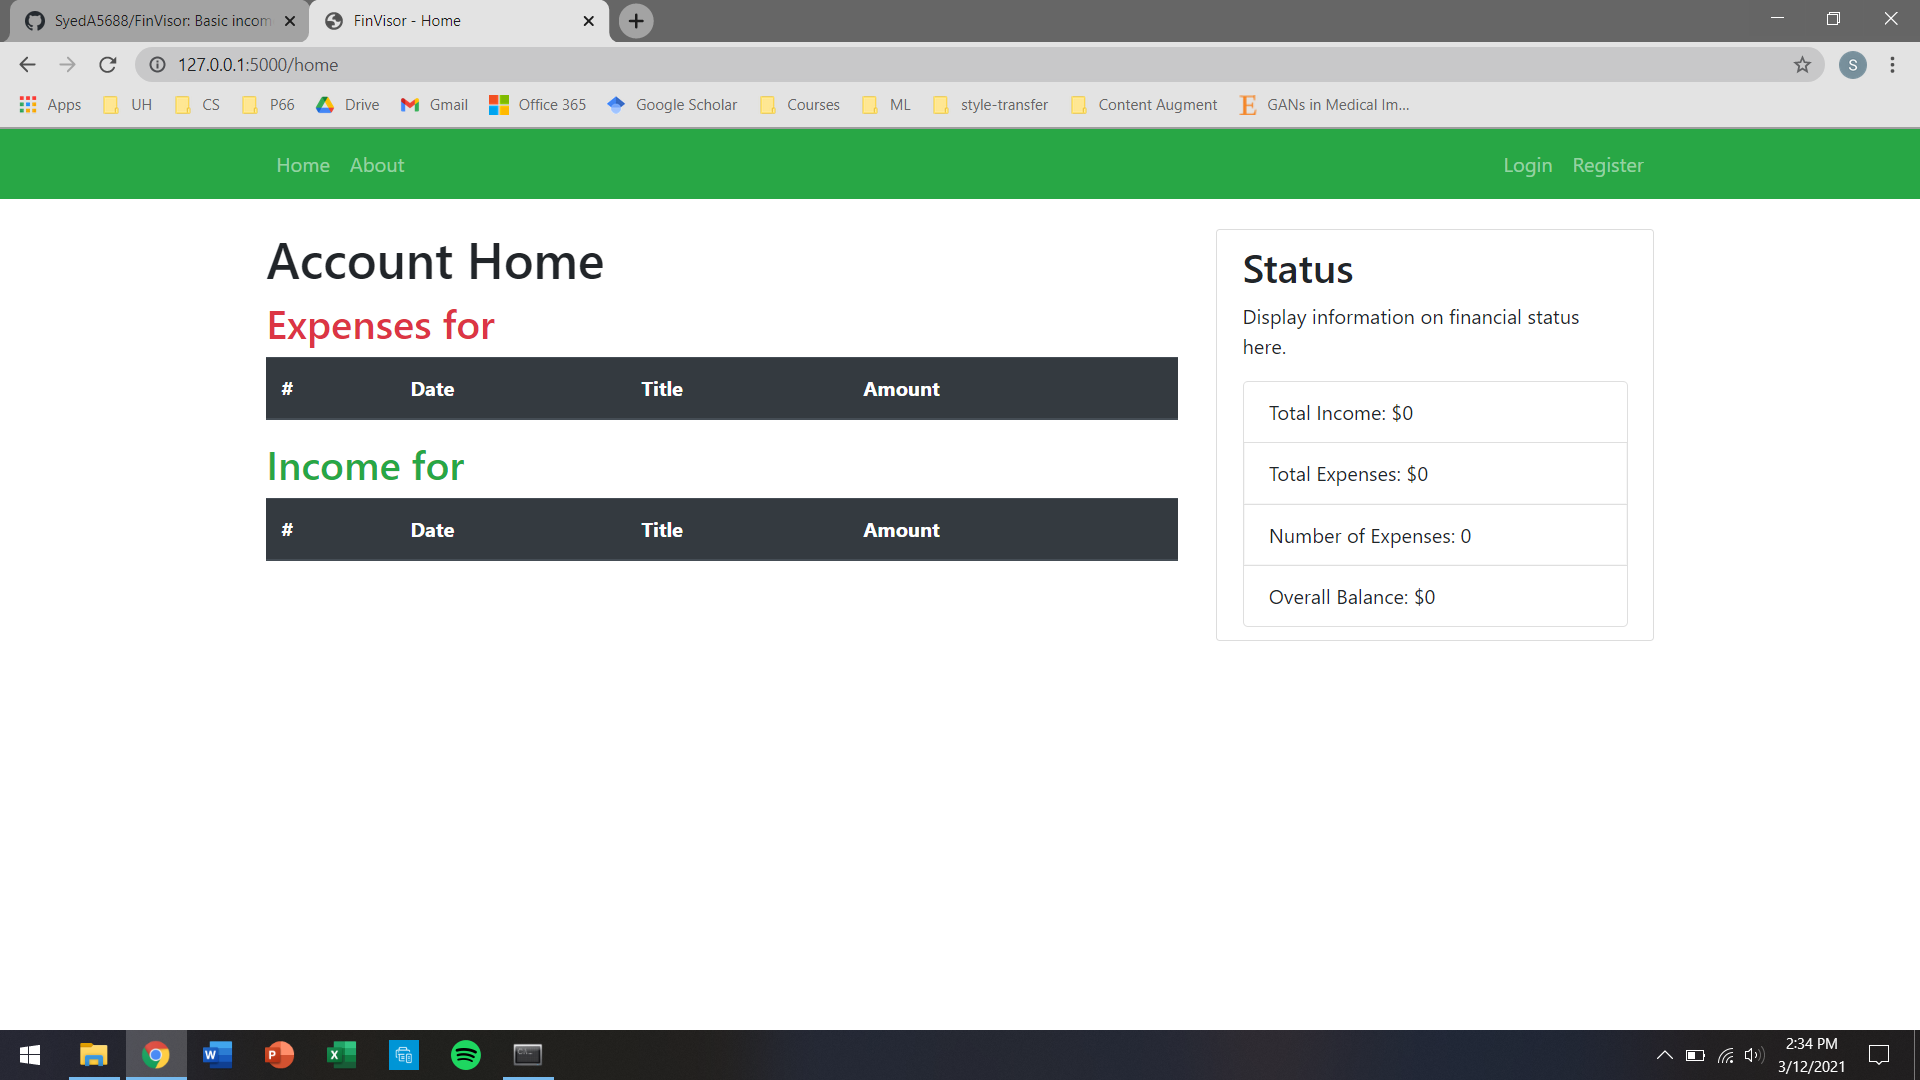 SyedA5688/FinVisor: Basic incom
FinVisor - Home
127.0.0.1:5000/home
S
Apps UH CS P66 Drive Gmail Office 365 Google Scholar Courses ML style-transfer Content Augment GANs in Medical Im...
Home About Login Register
Account Home
Expenses for
# Date Title Amount
Income for
# Date Title Amount
Status
Display information on financial status
here.
Total Income: $0
Total Expenses: $0
Number of Expenses: 0
Overall Balance: $0
2:34 PM
3/12/2021